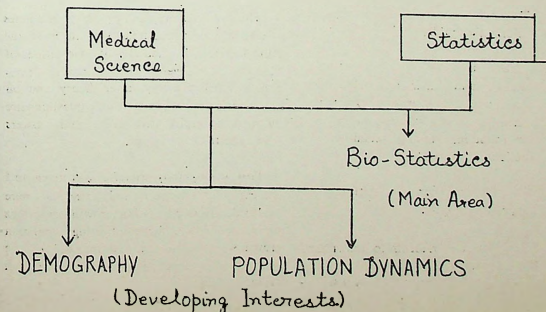 Medical
Science
Statistics
Bio-Statistics
(Main Area)
DEMOGRAPHY
POPULATION DYNAMICS
(Developing Interests)